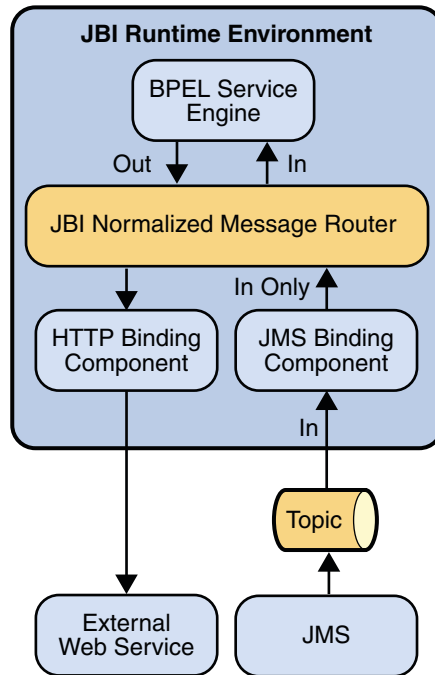 JBI Runtime Environment
BPEL Service
Engine
Out
In
JBI Normalized Message Router
In Only
HTTP Binding
Component
JMS Binding
Component
In
Topic
External
Web Service
JMS